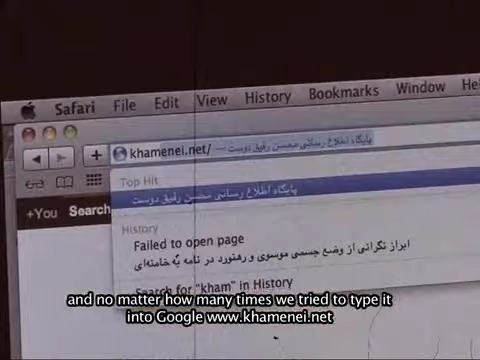 Safari File Edit View History Bookmarks Window
khamenei.net/ — پایگاه اطلاع رسانی محسن رفیق دوست
Top Hit
پایگاه اطلاع رسانی محسن رفیق دوست
+You Search
History
Failed to open page
ابراز نگرانی از وضع جسمی موسوی و رهنورد در نامه به خامنه‌ای
Search for "kham" in History
and no matter how many times we tried to type it
into Google www.khamenei.net